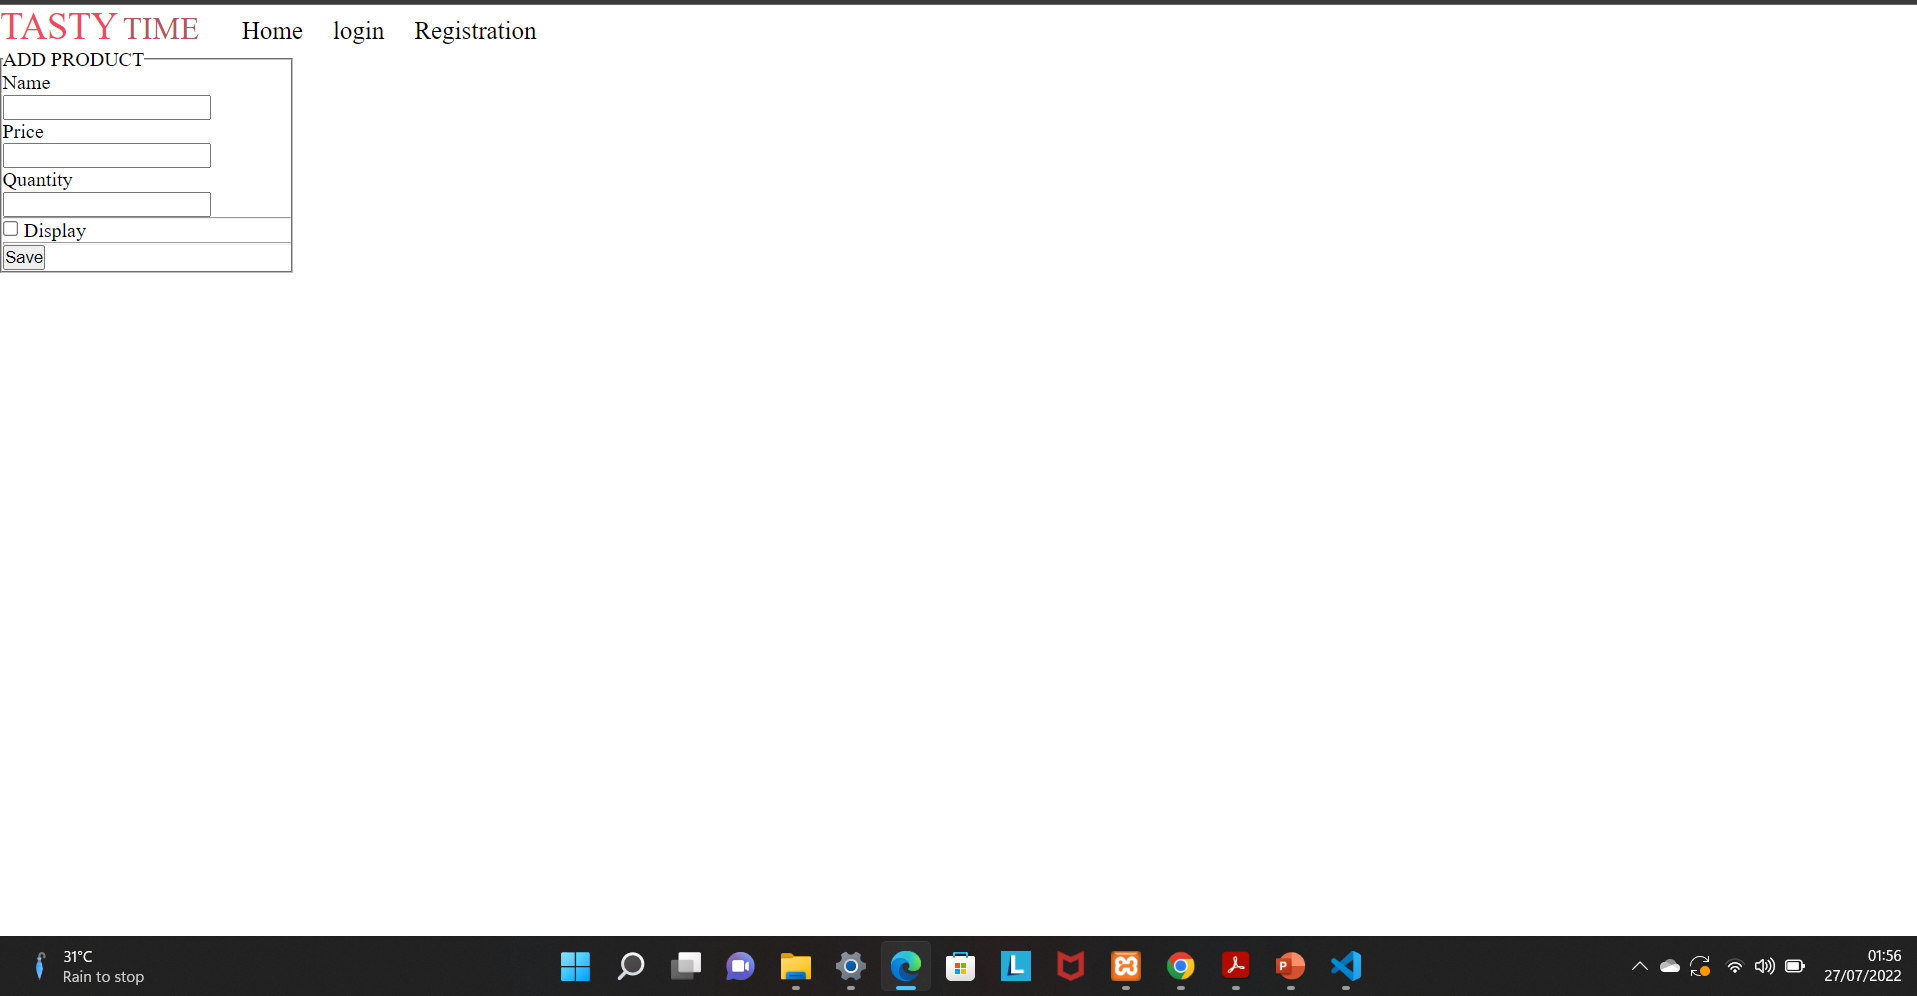 TASTY TIME Home login Registration
ADD PRODUCT
Name
Price
Quantity
Display
Save
31°C
Rain to stop
L
P
01:56
27/07/2022